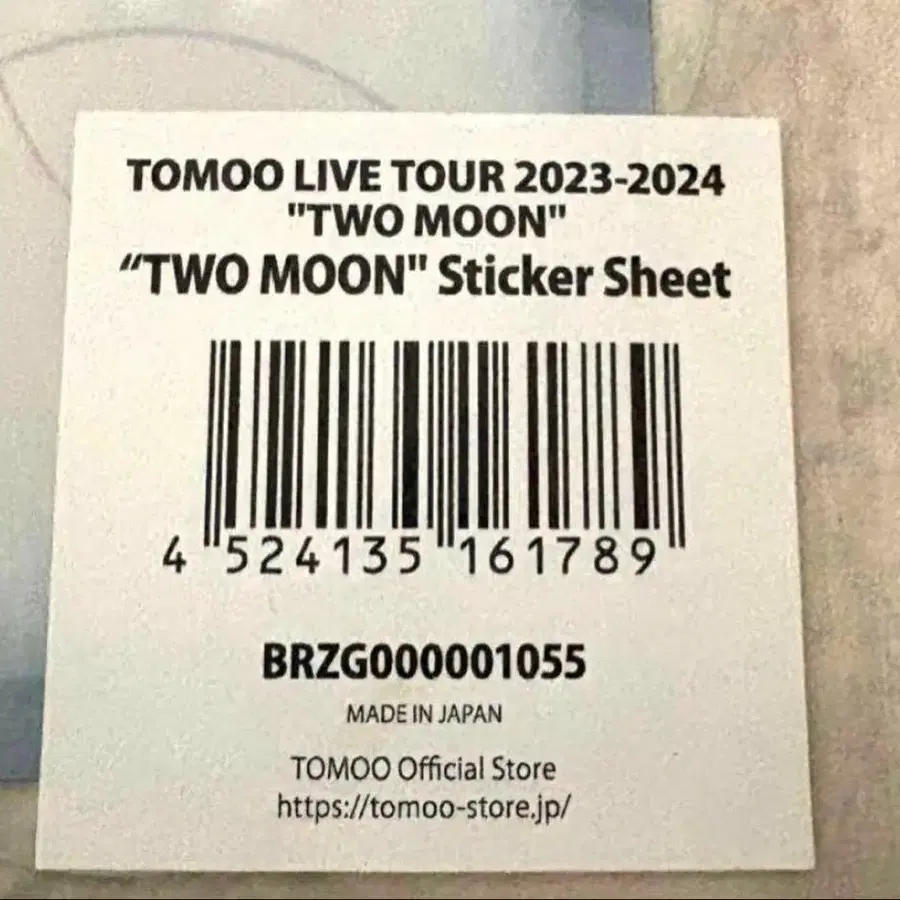 TOMOO LIVE TOUR 2023-2024
"TWO MOON"
“TWO MOON" Sticker Sheet
4 524135 161789
BRZG000001055
MADE IN JAPAN
TOMOO Official Store
https://tomoo-store.jp/